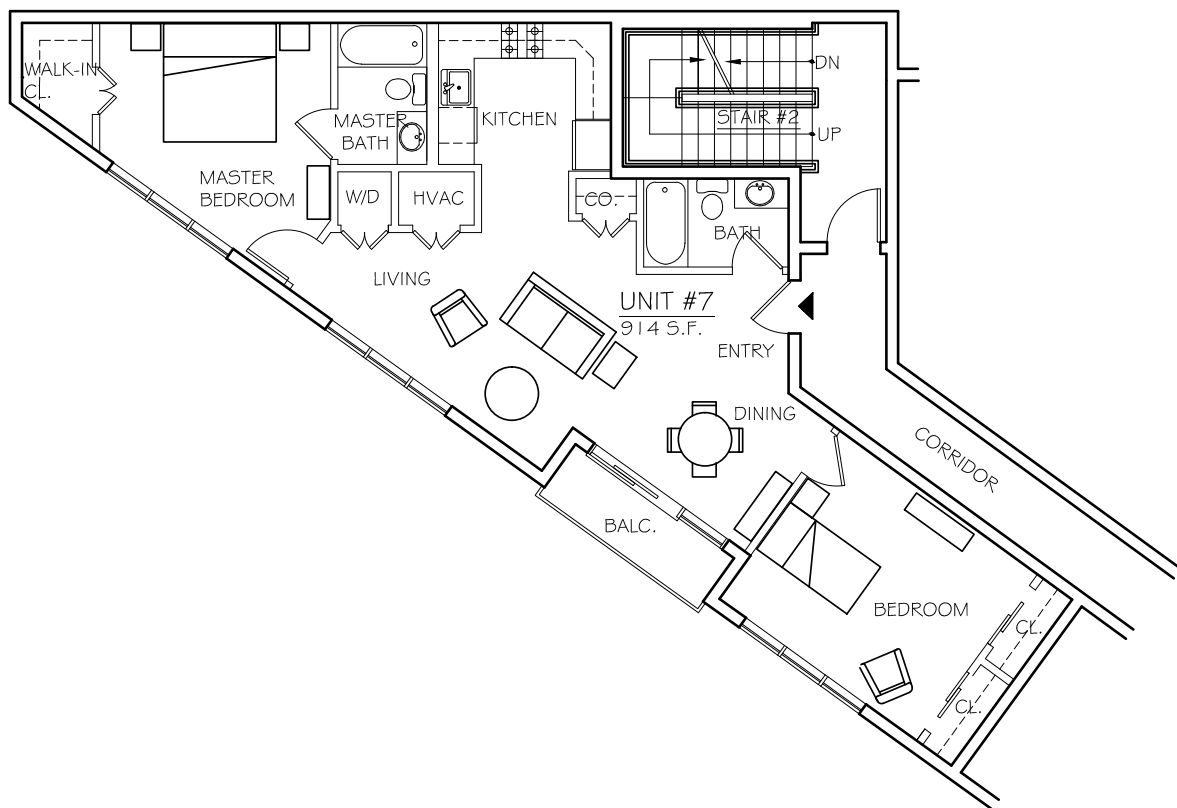 WALK-IN
CL.
MASTER
BATH
KITCHEN
DN
STAIR #2
UP
MASTER
BEDROOM
W/D
HVAC
CO.
BATH
LIVING
UNIT #7
914 S.F.
ENTRY
DINING
CORRIDOR
BALC.
BEDROOM
CL.
CL.